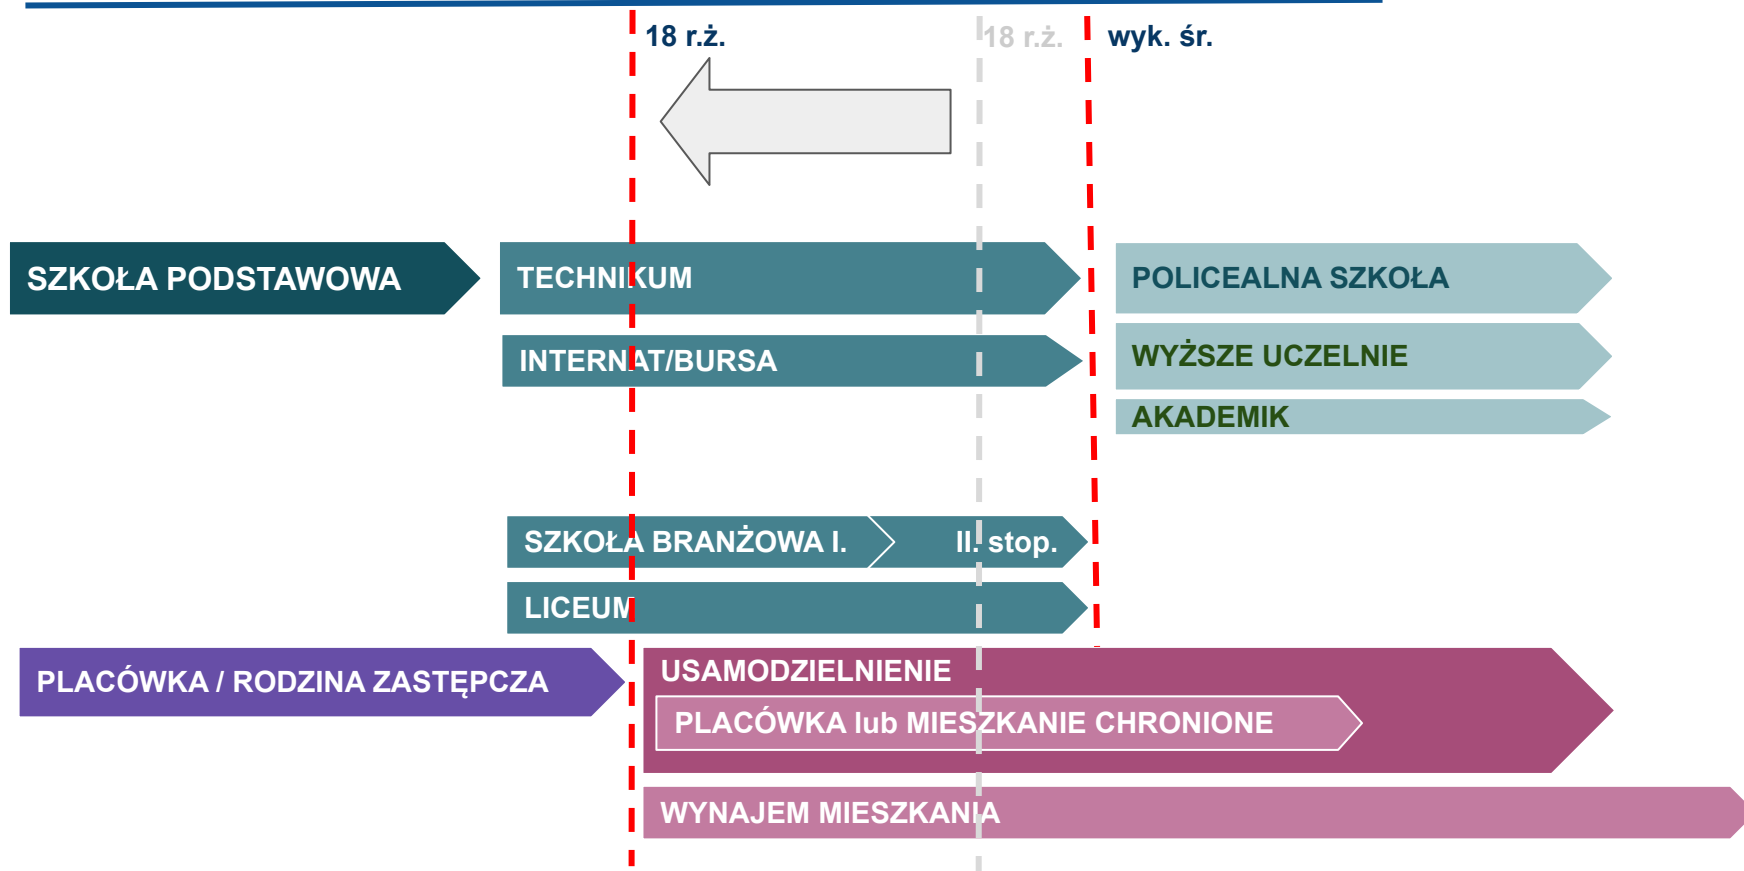 18 r.ż.
18 r.ż.
wyk. śr.
SZKOŁA PODSTAWOWA
TECHNIKUM
POLICEALNA SZKOŁA
INTERNAT/BURSA
WYŻSZE UCZELNIE
AKADEMIK
SZKOŁA BRANŻOWA I.
II. stop.
LICEUM
PLACÓWKA / RODZINA ZASTĘPCZA
USAMODZIELNIENIE
PLACÓWKA lub MIESZKANIE CHRONIONE
WYNAJEM MIESZKANIA